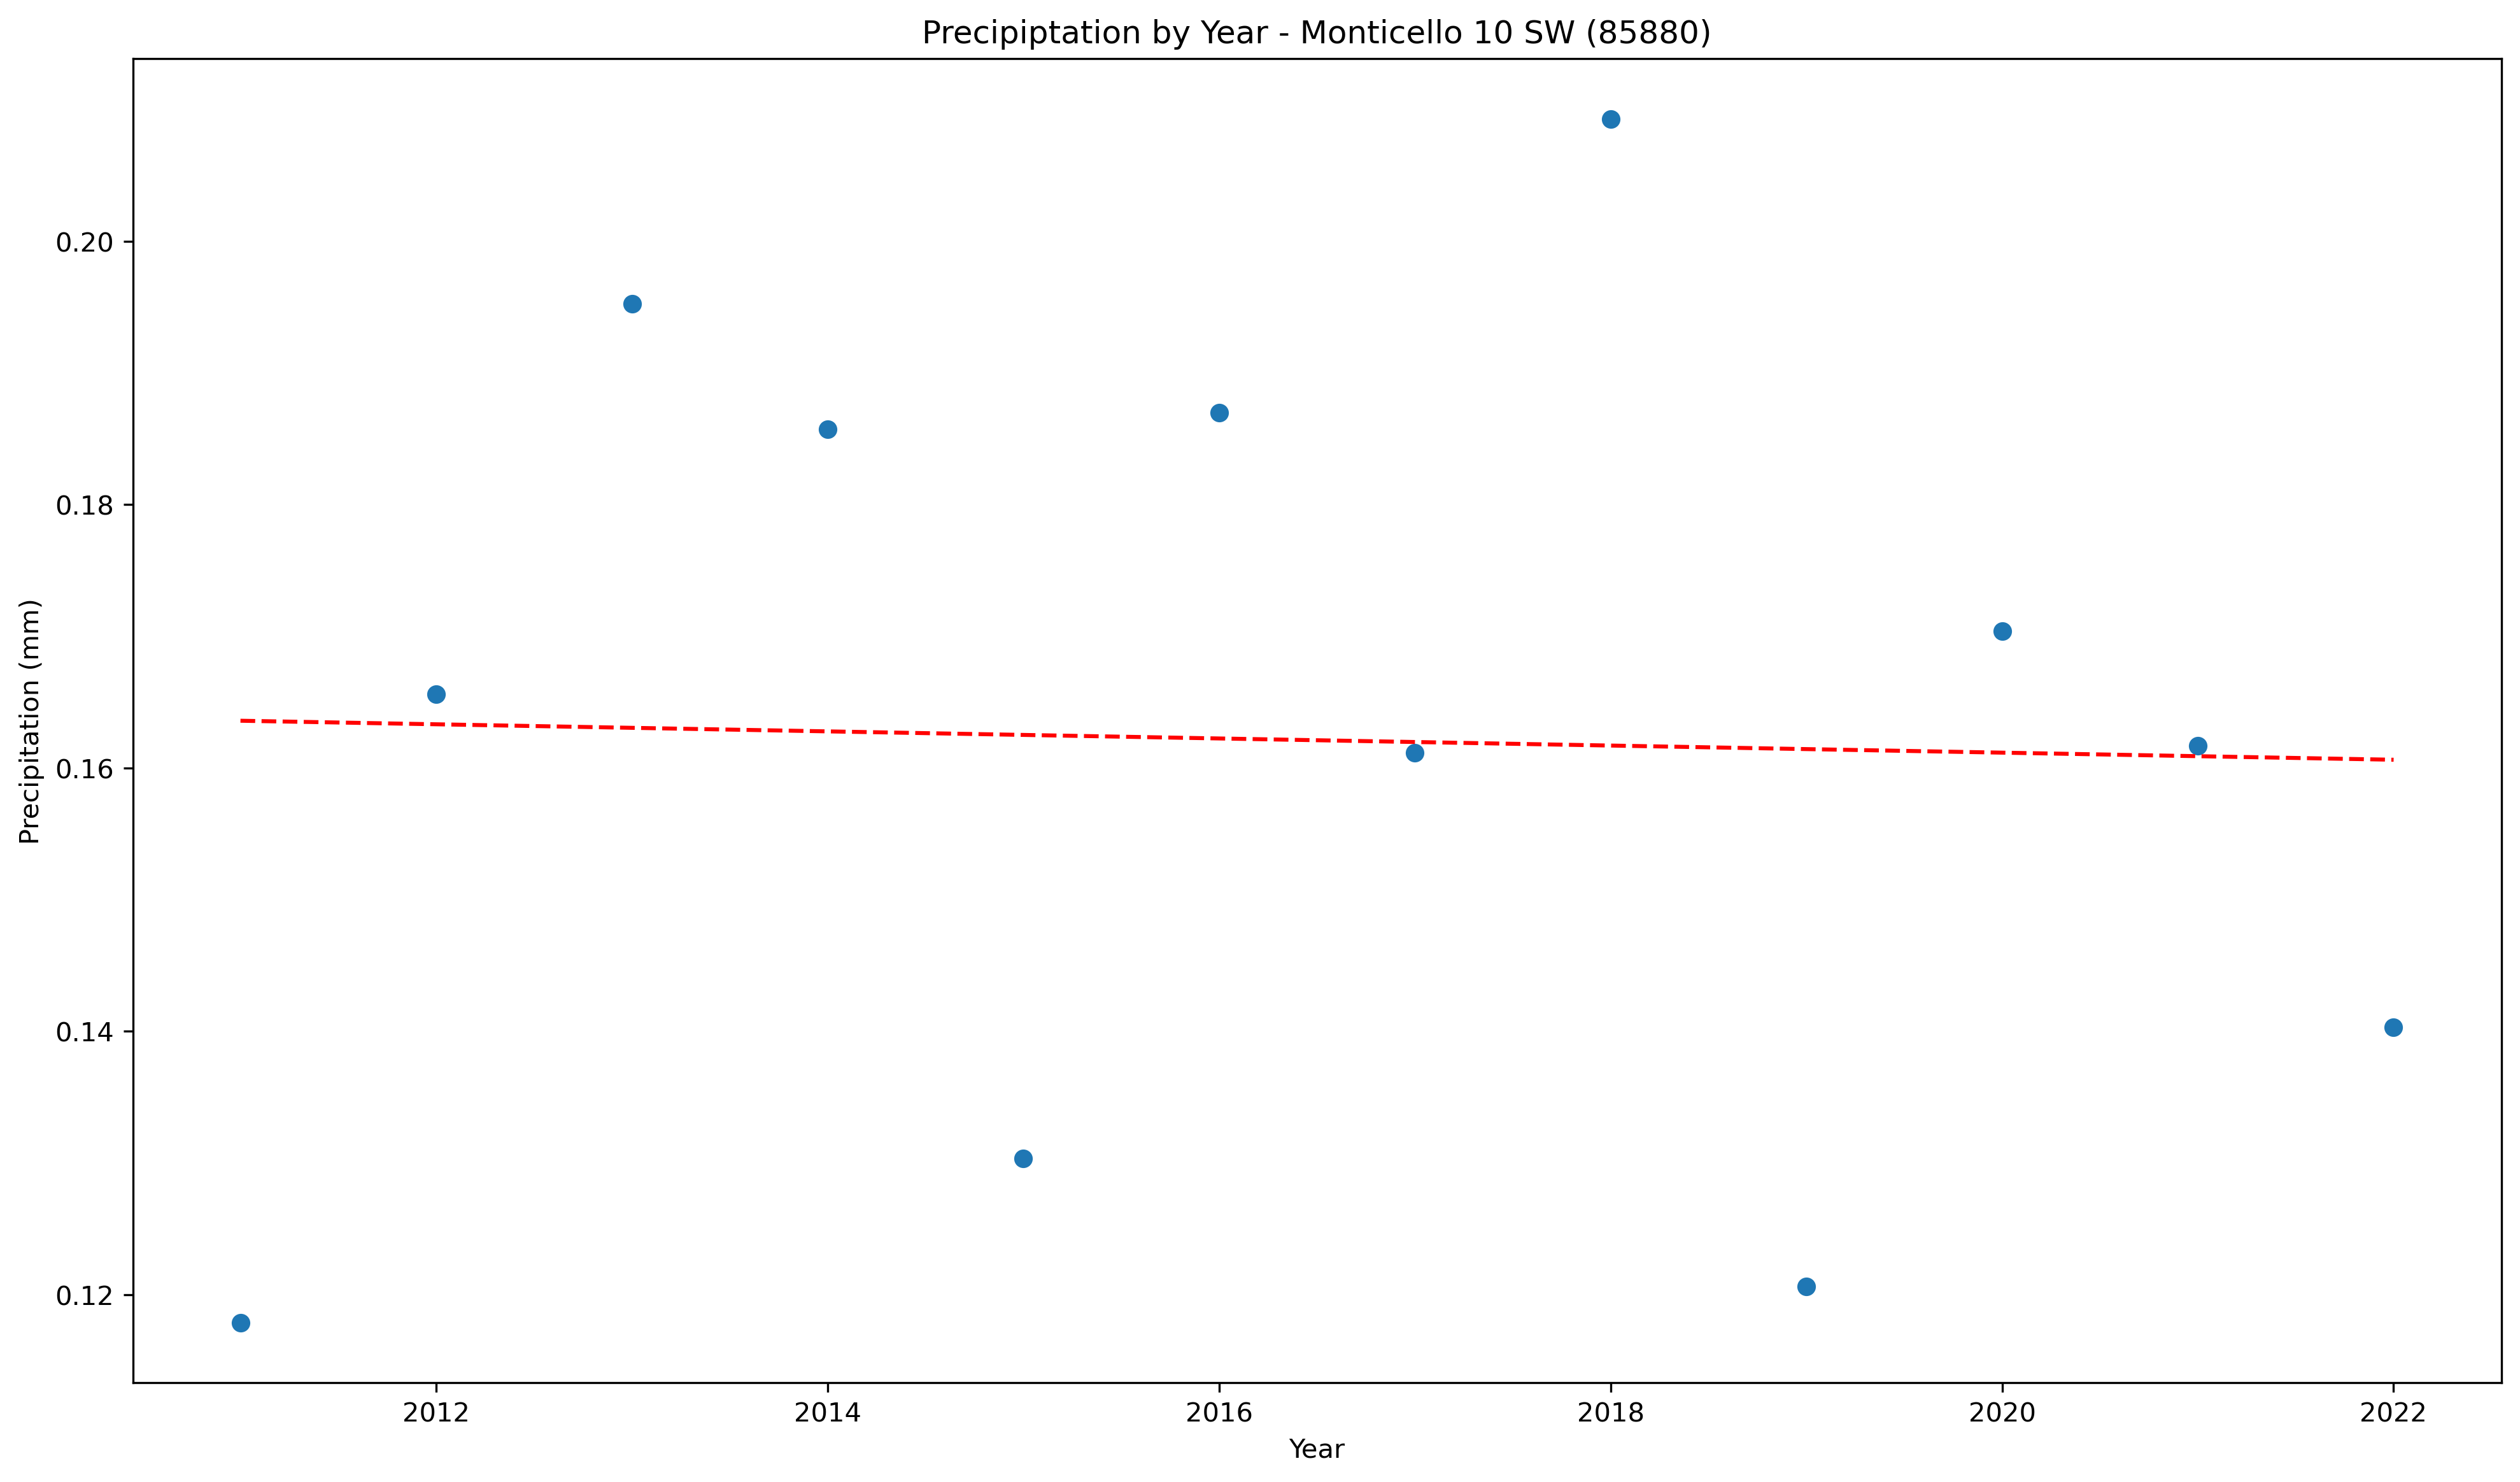 Precipiptation by Year - Monticello 10 SW (85880)
0.20
0.18
0.16
0.14
0.12
Precipitation (mm)
2012 2014 2016 2018 2020 2022
Year